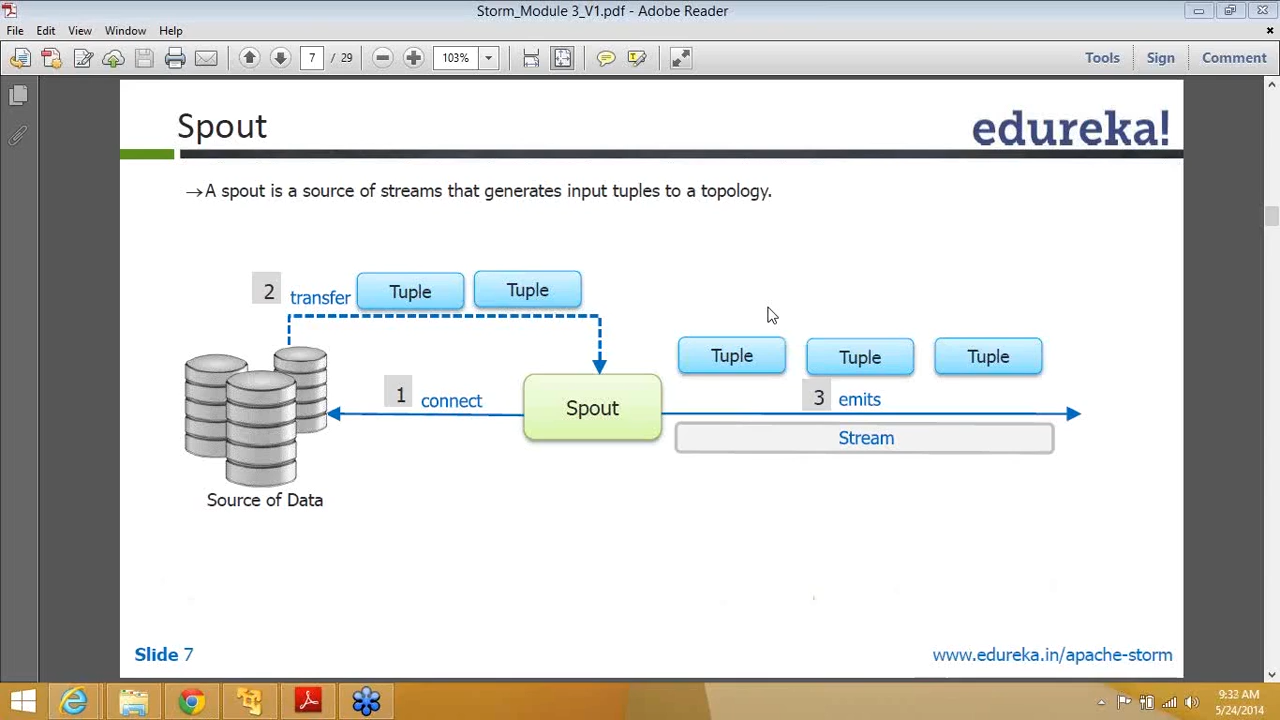 Storm_Module 3_V1.pdf - Adobe Reader
File Edit View Window Help
7 / 29 103% Tools Sign Comment
Spout
edureka!
→A spout is a source of streams that generates input tuples to a topology.
2 transfer Tuple Tuple
Tuple Tuple Tuple
1 connect Spout 3 emits
Stream
Source of Data
Slide 7 www.edureka.in/apache-storm
9:33 AM
5/24/2014